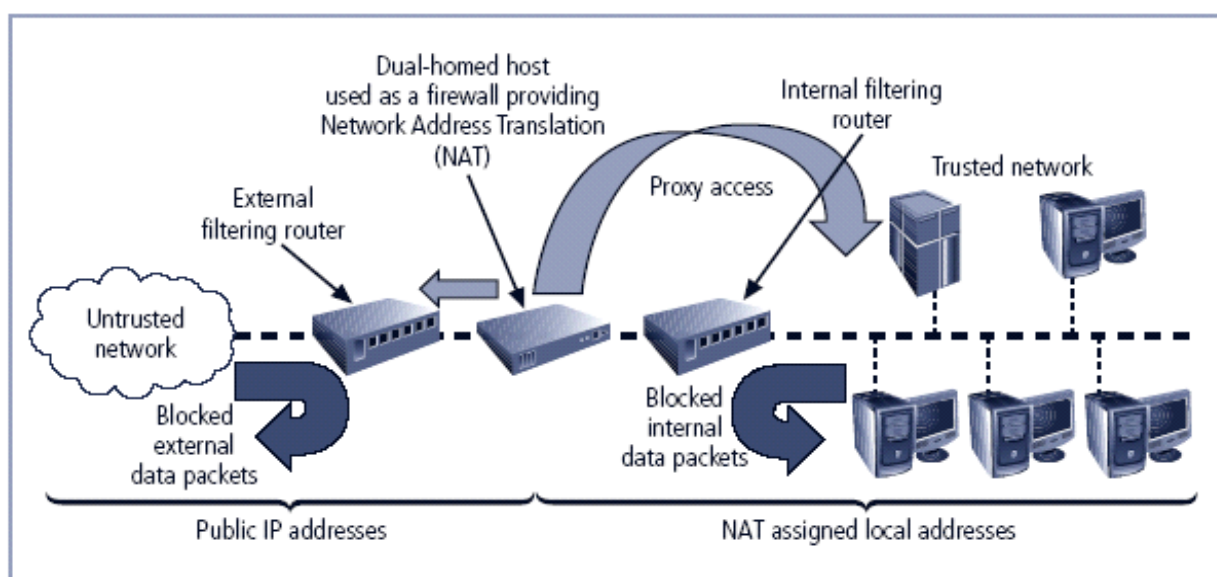 Dual-homed host
used as a firewall providing
Network Address Translation
(NAT)
Internal filtering
router
Proxy access
Trusted network
External
filtering router
Untrusted
network
Blocked
external
data packets
Blocked
internal
data packets
Public IP addresses
NAT assigned local addresses